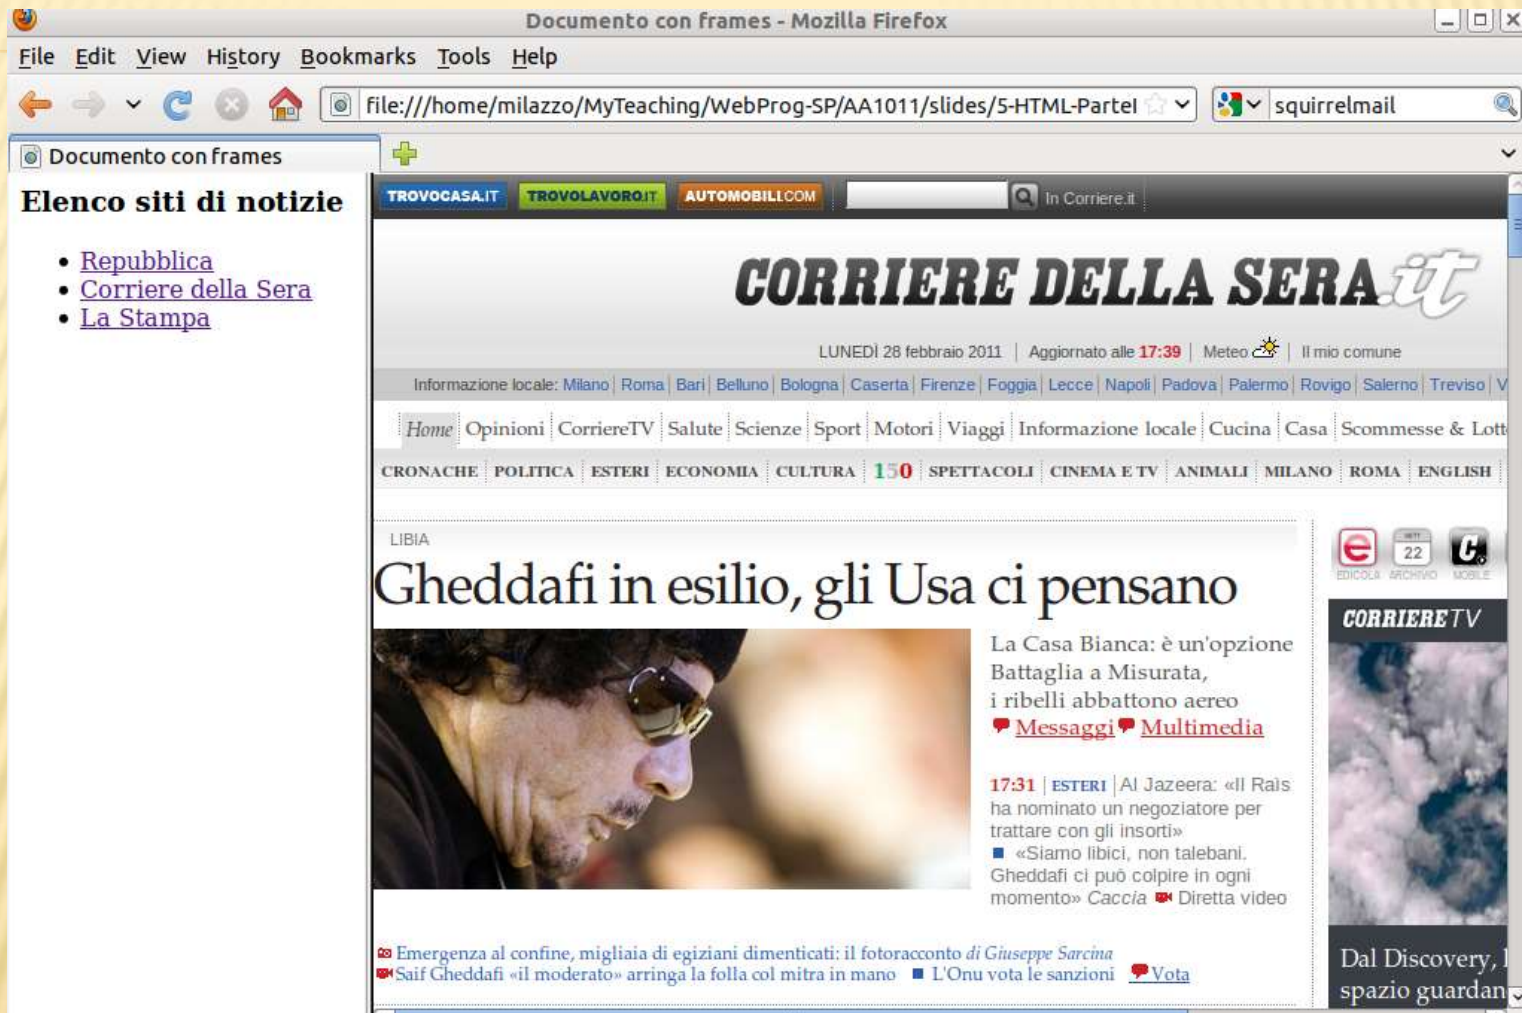 Documento con frames - Mozilla Firefox
File Edit View History Bookmarks Tools Help
file:///home/milazzo/MyTeaching/WebProg-SP/AA1011/slides/5-HTML-ParteI
squirrelmail
Documento con frames
Elenco siti di notizie
• Repubblica
• Corriere della Sera
• La Stampa
TROVOCASA.IT TROVOLAVORO.IT AUTOMOBILI.COM In Corriere.it
CORRIERE DELLA SERA.it
LUNEDÌ 28 febbraio 2011 | Aggiornato alle 17:39 | Meteo | Il mio comune
Informazione locale: Milano | Roma | Bari | Belluno | Bologna | Caserta | Firenze | Foggia | Lecce | Napoli | Padova | Palermo | Rovigo | Salerno | Treviso | V
Home Opinioni CorriereTV Salute Scienze Sport Motori Viaggi Informazione locale Cucina Casa Scommesse & Lott
CRONACHE POLITICA ESTERI ECONOMIA CULTURA 150 SPETTACOLI CINEMA E TV ANIMALI MILANO ROMA ENGLISH
LIBIA
Gheddafi in esilio, gli Usa ci pensano
La Casa Bianca: è un'opzione
Battaglia a Misurata,
i ribelli abbattono aereo
Messaggi Multimedia
17:31 | ESTERI | Al Jazeera: «Il Raìs
ha nominato un negoziatore per
trattare con gli insorti»
«Siamo libici, non talebani.
Gheddafi ci può colpire in ogni
momento» Caccia Diretta video
Emergenza al confine, migliaia di egiziani dimenticati: il fotoracconto di Giuseppe Sarcina
Saif Gheddafi «il moderato» arringa la folla col mitra in mano L'Onu vota le sanzioni Vota
e 22 C
EDICOLA ARCHIVIO MOBILE
CORRIERE TV
Dal Discovery, l
spazio guardan